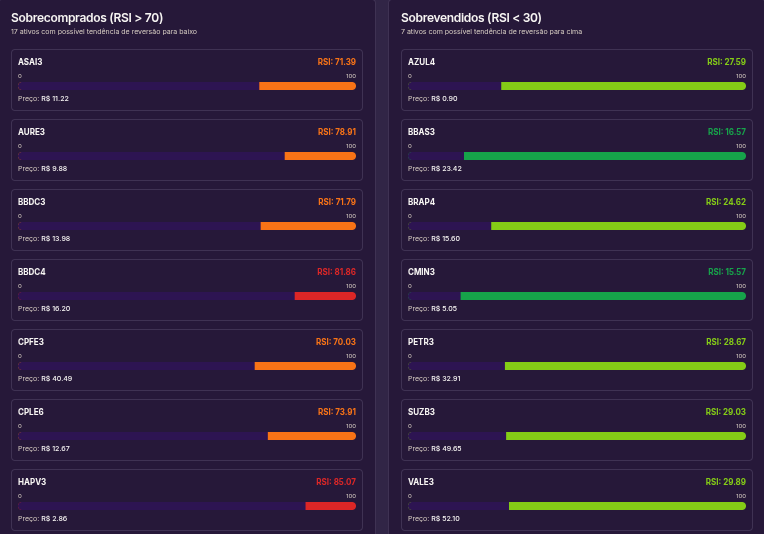 Sobrecomprados (RSI > 70)
17 ativos com possível tendência de reversão para baixo
ASAI3 RSI: 71.39
0 100
Preço: R$ 11.22
AURE3 RSI: 78.91
0 100
Preço: R$ 9.88
BBDC3 RSI: 71.79
0 100
Preço: R$ 13.98
BBDC4 RSI: 81.86
0 100
Preço: R$ 16.20
CPFE3 RSI: 70.03
0 100
Preço: R$ 40.49
CPLE6 RSI: 73.91
0 100
Preço: R$ 12.67
HAPV3 RSI: 85.07
0 100
Preço: R$ 2.86
Sobrevendidos (RSI < 30)
7 ativos com possível tendência de reversão para cima
AZUL4 RSI: 27.59
0 100
Preço: R$ 0.90
BBAS3 RSI: 16.57
0 100
Preço: R$ 23.42
BRAP4 RSI: 24.62
0 100
Preço: R$ 15.60
CMIN3 RSI: 15.57
0 100
Preço: R$ 5.05
PETR3 RSI: 28.67
0 100
Preço: R$ 32.91
SUZB3 RSI: 29.03
0 100
Preço: R$ 49.65
VALE3 RSI: 29.89
0 100
Preço: R$ 52.10